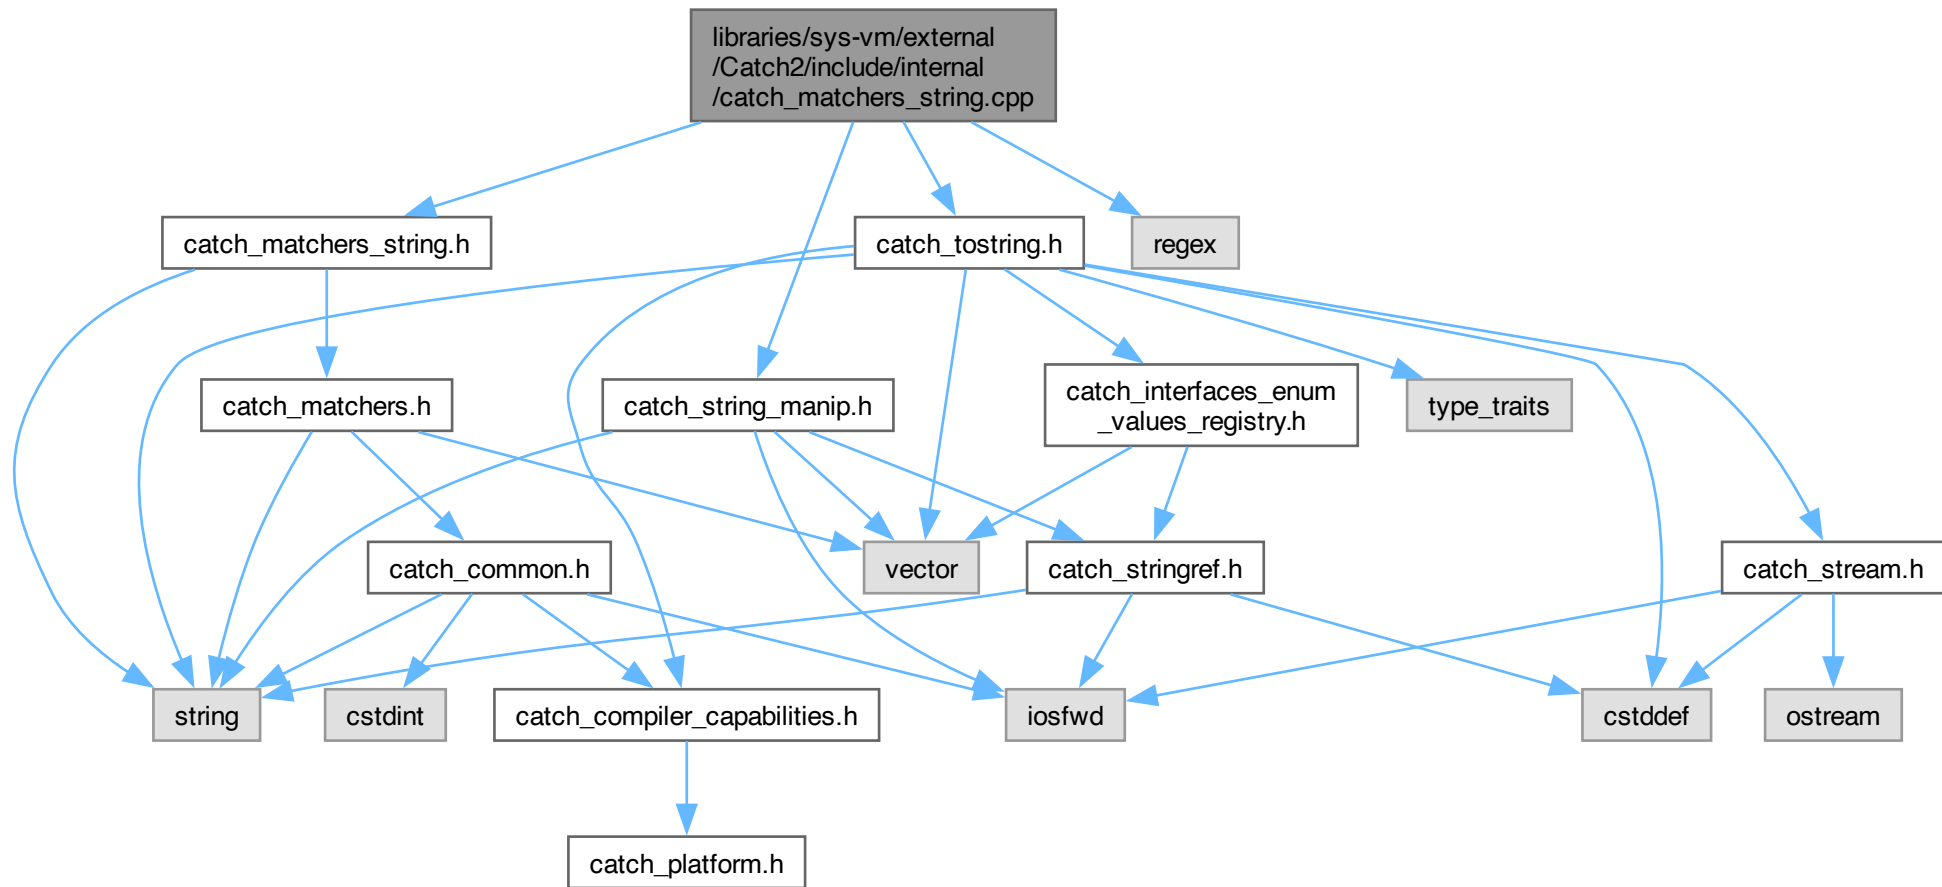 libraries/sys-vm/external
/Catch2/include/internal
/catch_matchers_string.cpp
catch_matchers_string.h
catch_tostring.h
regex
catch_matchers.h
catch_string_manip.h
catch_interfaces_enum
_values_registry.h
type_traits
catch_common.h
vector
catch_stringref.h
catch_stream.h
string
cstdint
catch_compiler_capabilities.h
iosfwd
cstddef
ostream
catch_platform.h